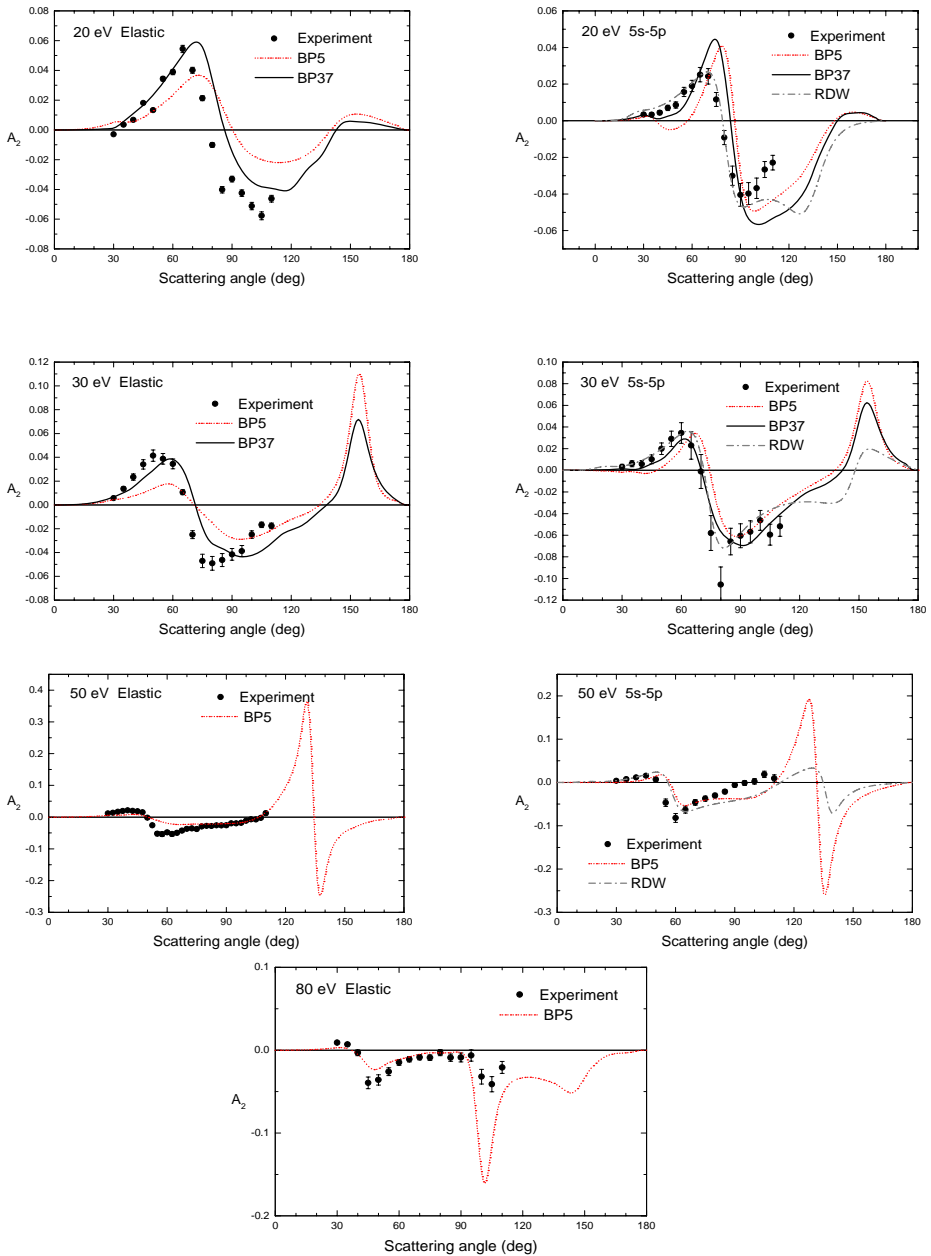 20 eV Elastic
Experiment
BP5
BP37
A2
0.08
0.06
0.04
0.02
0.00
-0.02
-0.04
-0.06
-0.08
0 30 60 90 120 150 180
Scattering angle (deg)
20 eV 5s-5p
Experiment
BP5
BP37
RDW
A2
0.06
0.04
0.02
0.00
-0.02
-0.04
-0.06
0 30 60 90 120 150 180
Scattering angle (deg)
30 eV Elastic
Experiment
BP5
BP37
A2
0.12
0.10
0.08
0.06
0.04
0.02
0.00
-0.02
-0.04
-0.06
-0.08
0 30 60 90 120 150 180
Scattering angle (deg)
30 eV 5s-5p
Experiment
BP5
BP37
RDW
A2
0.10
0.08
0.06
0.04
0.02
0.00
-0.02
-0.04
-0.06
-0.08
-0.10
-0.12
0 30 60 90 120 150 180
Scattering angle (deg)
50 eV Elastic
Experiment
BP5
A2
0.4
0.3
0.2
0.1
0.0
-0.1
-0.2
-0.3
0 30 60 90 120 150 180
Scattering angle (deg)
50 eV 5s-5p
Experiment
BP5
RDW
A2
0.2
0.1
0.0
-0.1
-0.2
-0.3
0 30 60 90 120 150 180
Scattering angle (deg)
80 eV Elastic
Experiment
BP5
A2
0.1
0.0
-0.1
-0.2
0 30 60 90 120 150 180
Scattering angle (deg)